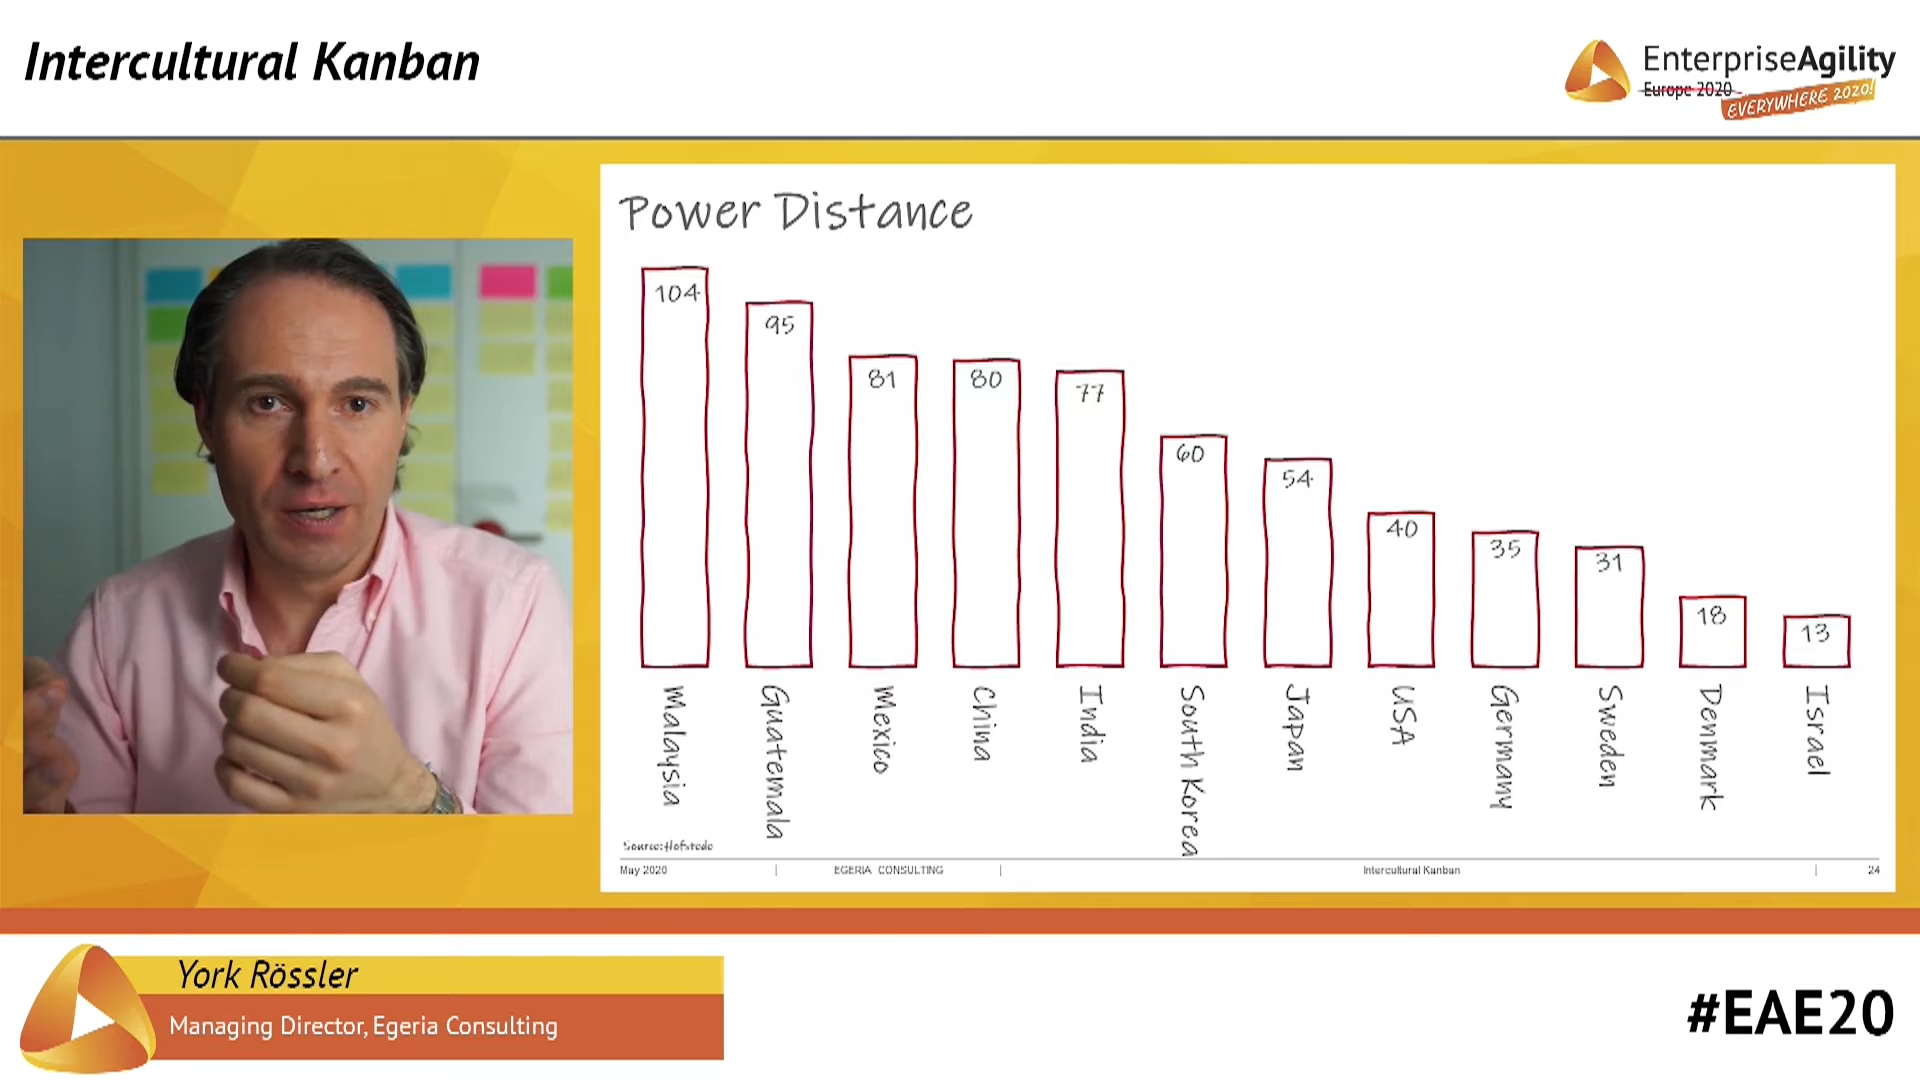 Intercultural Kanban
EnterpriseAgility
Europe 2020
EVERYWHERE 2020!
Power Distance
104
95
81
80
77
60
54
40
35
31
18
13
Malaysia
Guatemala
Mexico
China
India
South Korea
Japan
USA
Germany
Sweden
Denmark
Israel
Source: Hofstede
May 2020 | EGERIA CONSULTING | Intercultural Kanban | 24
York Rössler
Managing Director, Egeria Consulting
#EAE20